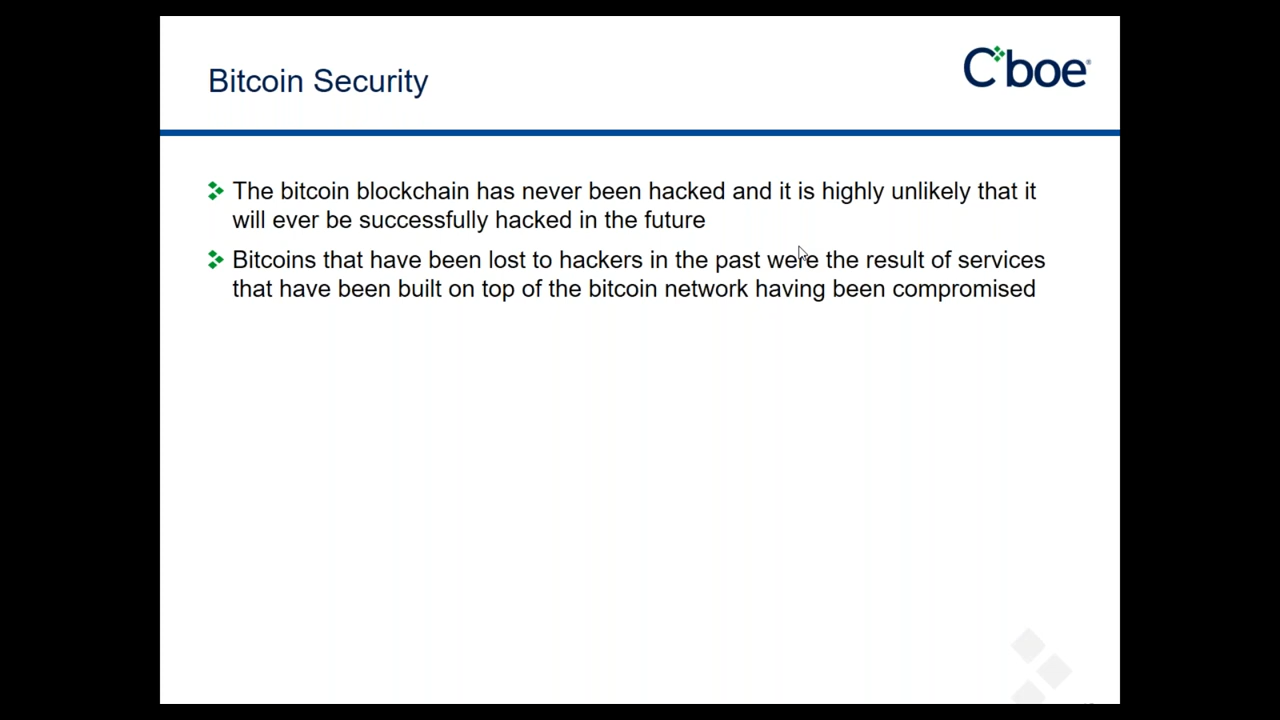 Bitcoin Security
Cboe®
The bitcoin blockchain has never been hacked and it is highly unlikely that it
will ever be successfully hacked in the future
Bitcoins that have been lost to hackers in the past were the result of services
that have been built on top of the bitcoin network having been compromised